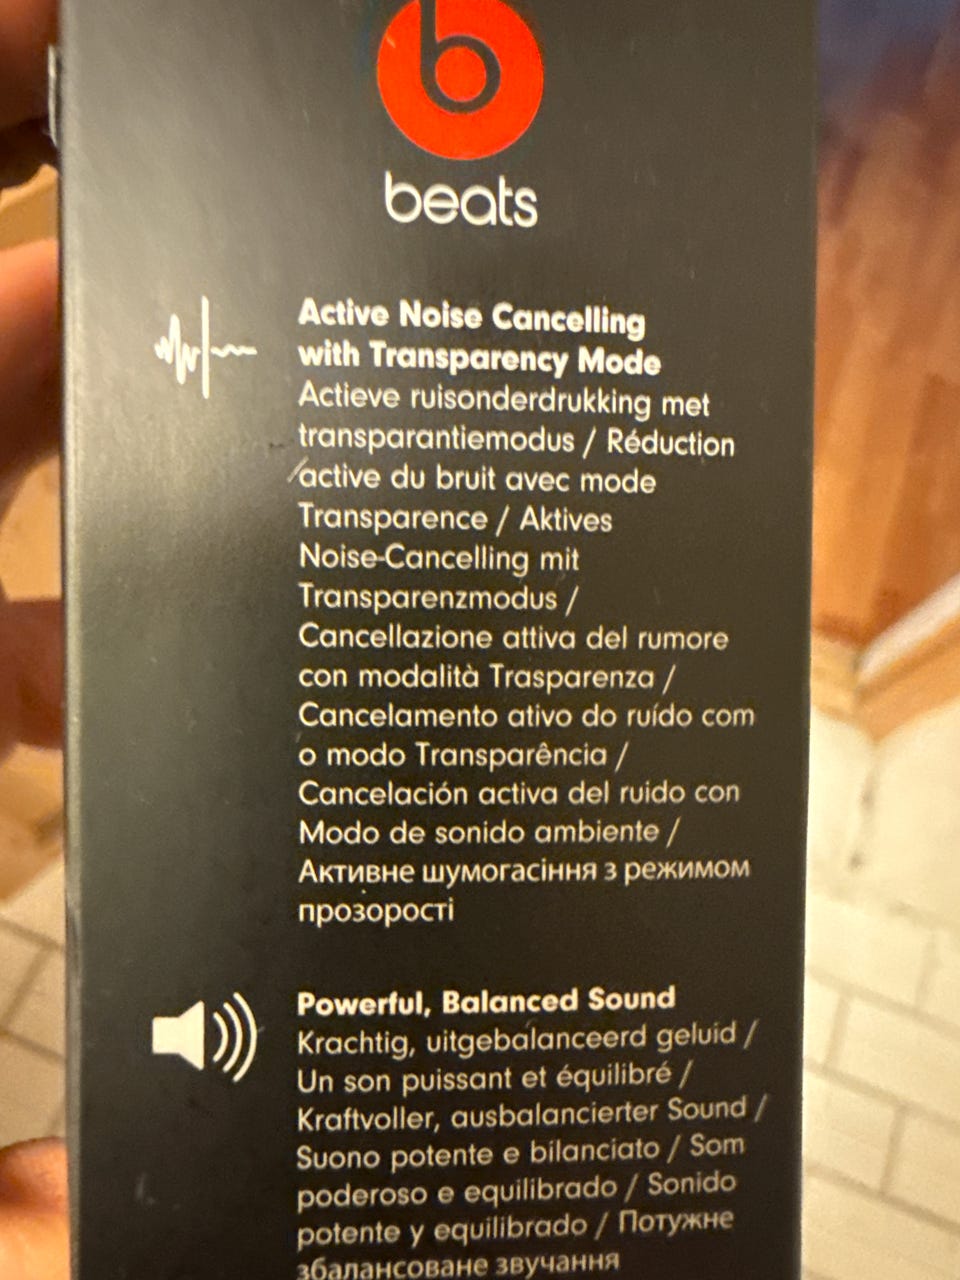 beats
Active Noise Cancelling
with Transparency Mode
Actieve ruisonderdrukking met
transparantiemodus / Réduction
active du bruit avec mode
Transparence / Aktives
Noise-Cancelling mit
Transparenzmodus /
Cancellazione attiva del rumore
con modalità Trasparenza /
Cancelamento ativo do ruído com
o modo Transparência /
Cancelación activa del ruido con
Modo de sonido ambiente /
Активне шумогасіння з режимом
прозорості
Powerful, Balanced Sound
Krachtig, uitgebalanceerd geluid /
Un son puissant et équilibré /
Kraftvoller, ausbalancierter Sound /
Suono potente e bilanciato / Som
poderoso e equilibrado / Sonido
potente y equilibrado / Потужне
збалансоване звучання